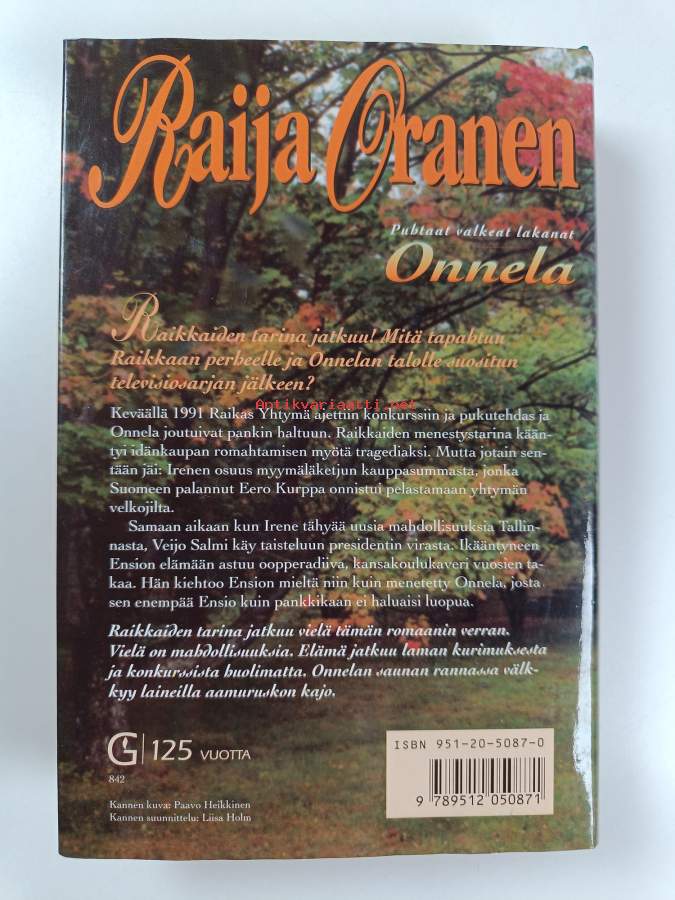 Raija Oranen
Puhtaat valkeat lakanat
Onnela
Raikkaiden tarina jatkuu! Mitä tapahtuu
Raikkaan perheelle ja Onnelan talolle suositun
televisiosarjan jälkeen?
Antikvariaatti.net
Keväällä 1991 Raikas Yhtymä ajettiin konkurssiin ja pukutehdas ja
Onnela joutuivat pankin haltuun. Raikkaiden menestystarina kään-
tyi idänkaupan romahtamisen myötä tragediaksi. Mutta jotain sen-
tään jäi: Irenen osuus myymäläketjun kauppasummasta, jonka
Suomeen palannut Eero Kurppa onnistui pelastamaan yhtymän
velkojilta.
Samaan aikaan kun Irene tähyää uusia mahdollisuuksia Tallin-
nasta, Veijo Salmi käy taisteluun presidentin virasta. Ikääntyneen
Ension elämään astuu oopperadiiva, kansakoulukaveri vuosien ta-
kaa. Hän kiehtoo Ension mieltä niin kuin menetetty Onnela, josta
sen enempää Ensio kuin pankkikaan ei haluaisi luopua.
Raikkaiden tarina jatkuu vielä tämän romaanin verran.
Vielä on mahdollisuuksia. Elämä jatkuu laman kurimuksesta
ja konkurssista huolimatta. Onnelan saunan rannassa välk-
kyy laineilla aamuruskon kajo.
G 125 VUOTTA
842
Kannen kuva: Paavo Heikkinen
Kannen suunnittelu: Liisa Holm
ISBN 951-20-5087-0
9 789512 050871